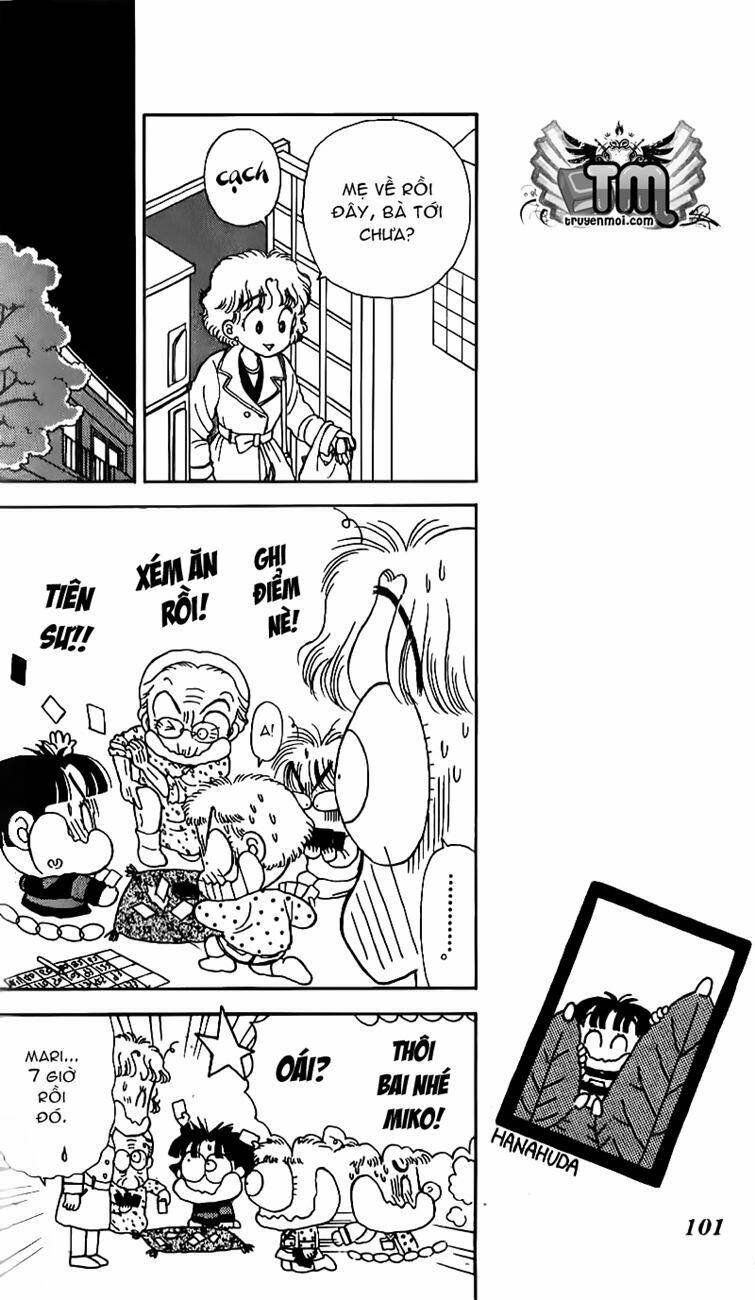 TM
truyenmoi.com
MẸ VỀ RỒI
ĐÂY, BÀ TỚI
CHƯA?
CẠCH
GHI
ĐIỂM
NÈ!
XÉM ĂN
RỒI!
TIÊN
SƯ!!
A!
THÔI
BAI NHÉ
MIKO!
OÁI?
MARI...
7 GIỜ
RỒI
ĐÓ.
HANAHUDA
101